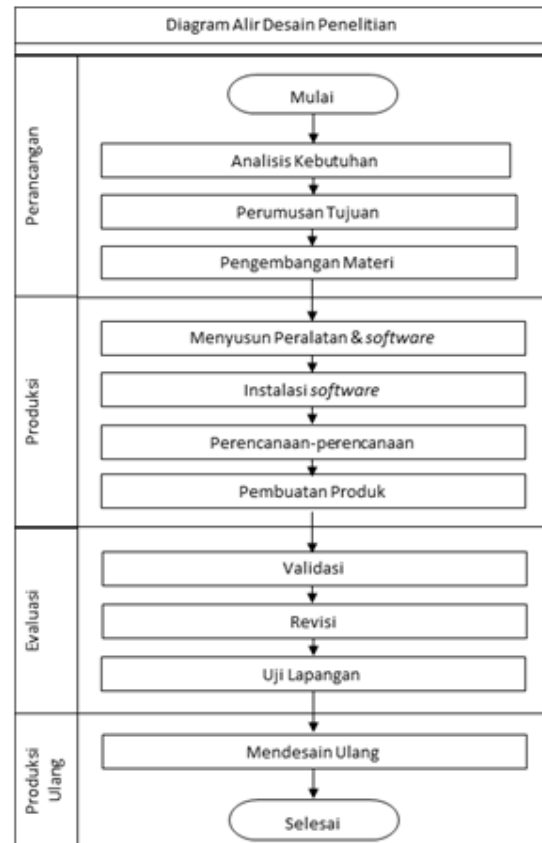 Diagram Alir Desain Penelitian
Perancangan
Mulai
Analisis Kebutuhan
Perumusan Tujuan
Pengembangan Materi
Produksi
Menyusun Peralatan & software
Instalasi software
Perencanaan-perencanaan
Pembuatan Produk
Evaluasi
Validasi
Revisi
Uji Lapangan
Produksi
Ulang
Mendesain Ulang
Selesai